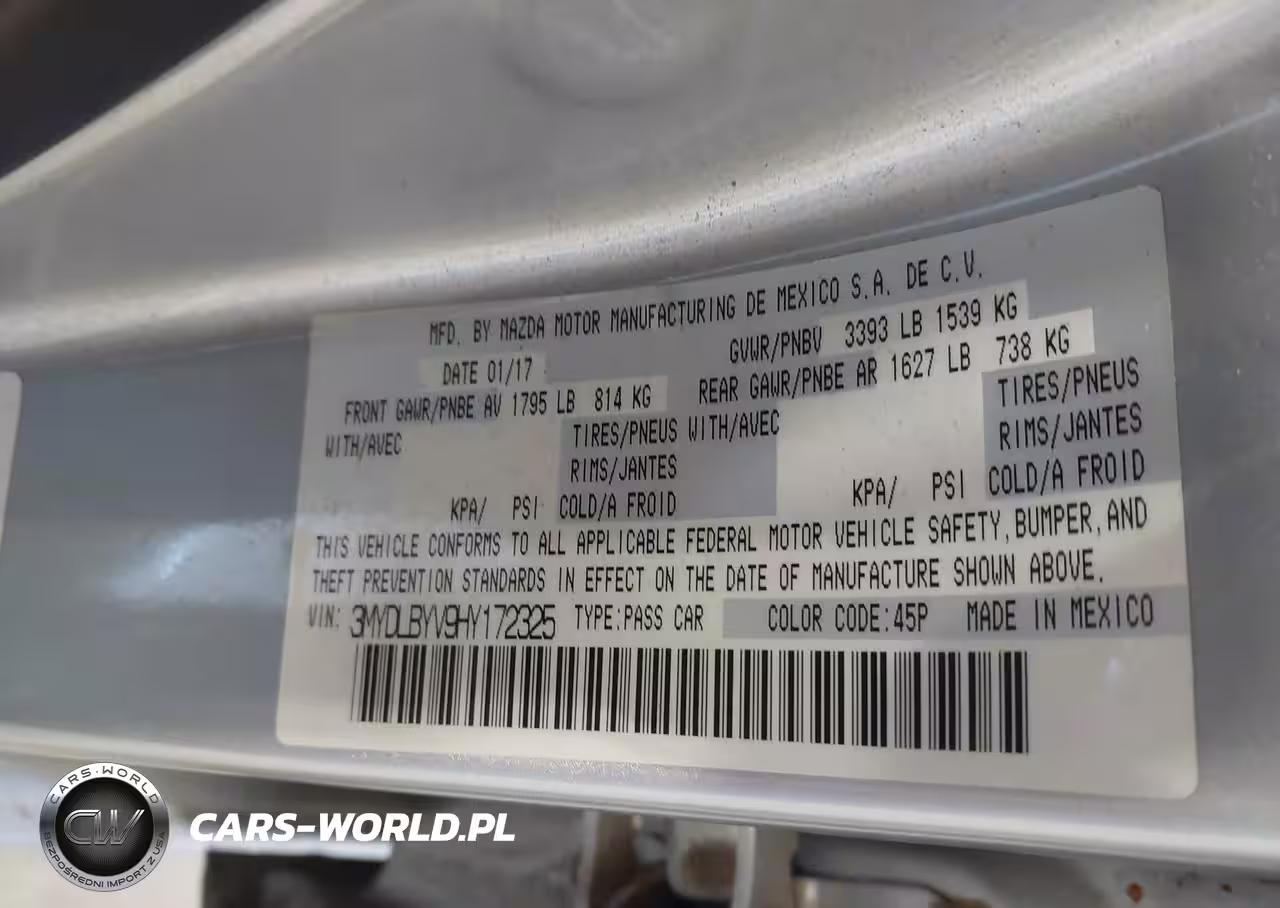 MFD. BY MAZDA MOTOR MANUFACTURING DE MEXICO S.A. DE C.V.
DATE 01/17 GVWR/PNBV 3393 LB 1539 KG
FRONT GAWR/PNBE AV 1795 LB 814 KG REAR GAWR/PNBE AR 1627 LB 738 KG
WITH/AVEC TIRES/PNEUS WITH/AVEC TIRES/PNEUS
RIMS/JANTES RIMS/JANTES
KPA/ PSI COLD/A FROID KPA/ PSI COLD/A FROID
THIS VEHICLE CONFORMS TO ALL APPLICABLE FEDERAL MOTOR VEHICLE SAFETY, BUMPER, AND
THEFT PREVENTION STANDARDS IN EFFECT ON THE DATE OF MANUFACTURE SHOWN ABOVE.
VIN: 3MYDLBYV9HY172325 TYPE:PASS CAR COLOR CODE:45P MADE IN MEXICO
CARS-WORLD
CW
BEZPOŚREDNI IMPORT Z USA
CARS-WORLD.PL